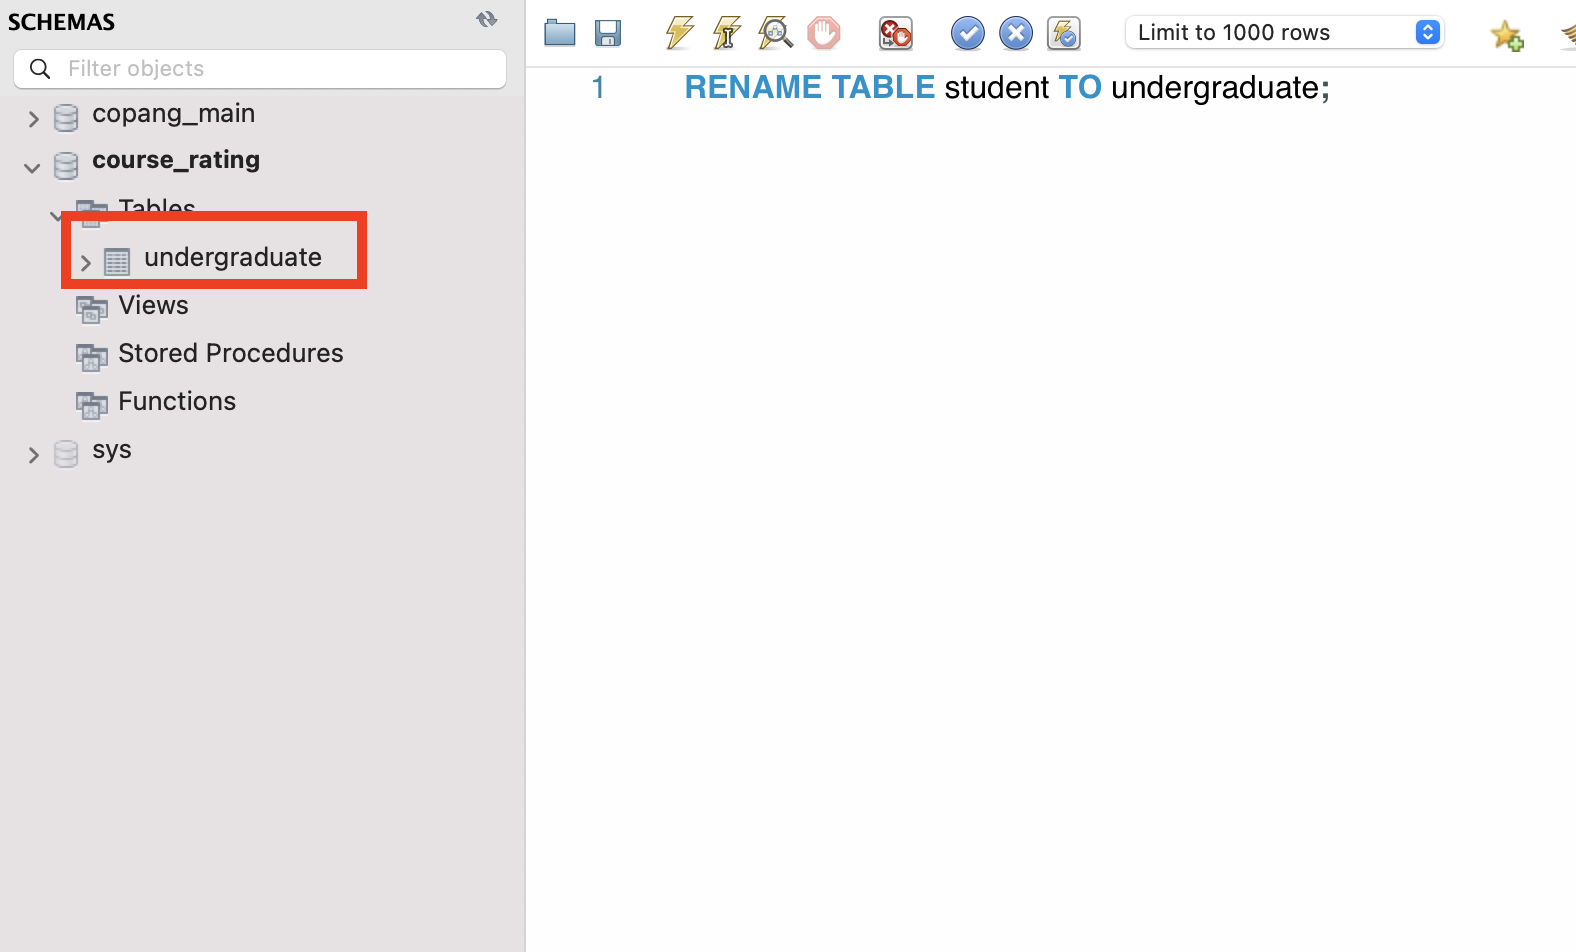 SCHEMAS
Filter objects
copang_main
course_rating
Tables
undergraduate
Views
Stored Procedures
Functions
sys
Limit to 1000 rows
1 RENAME TABLE student TO undergraduate;